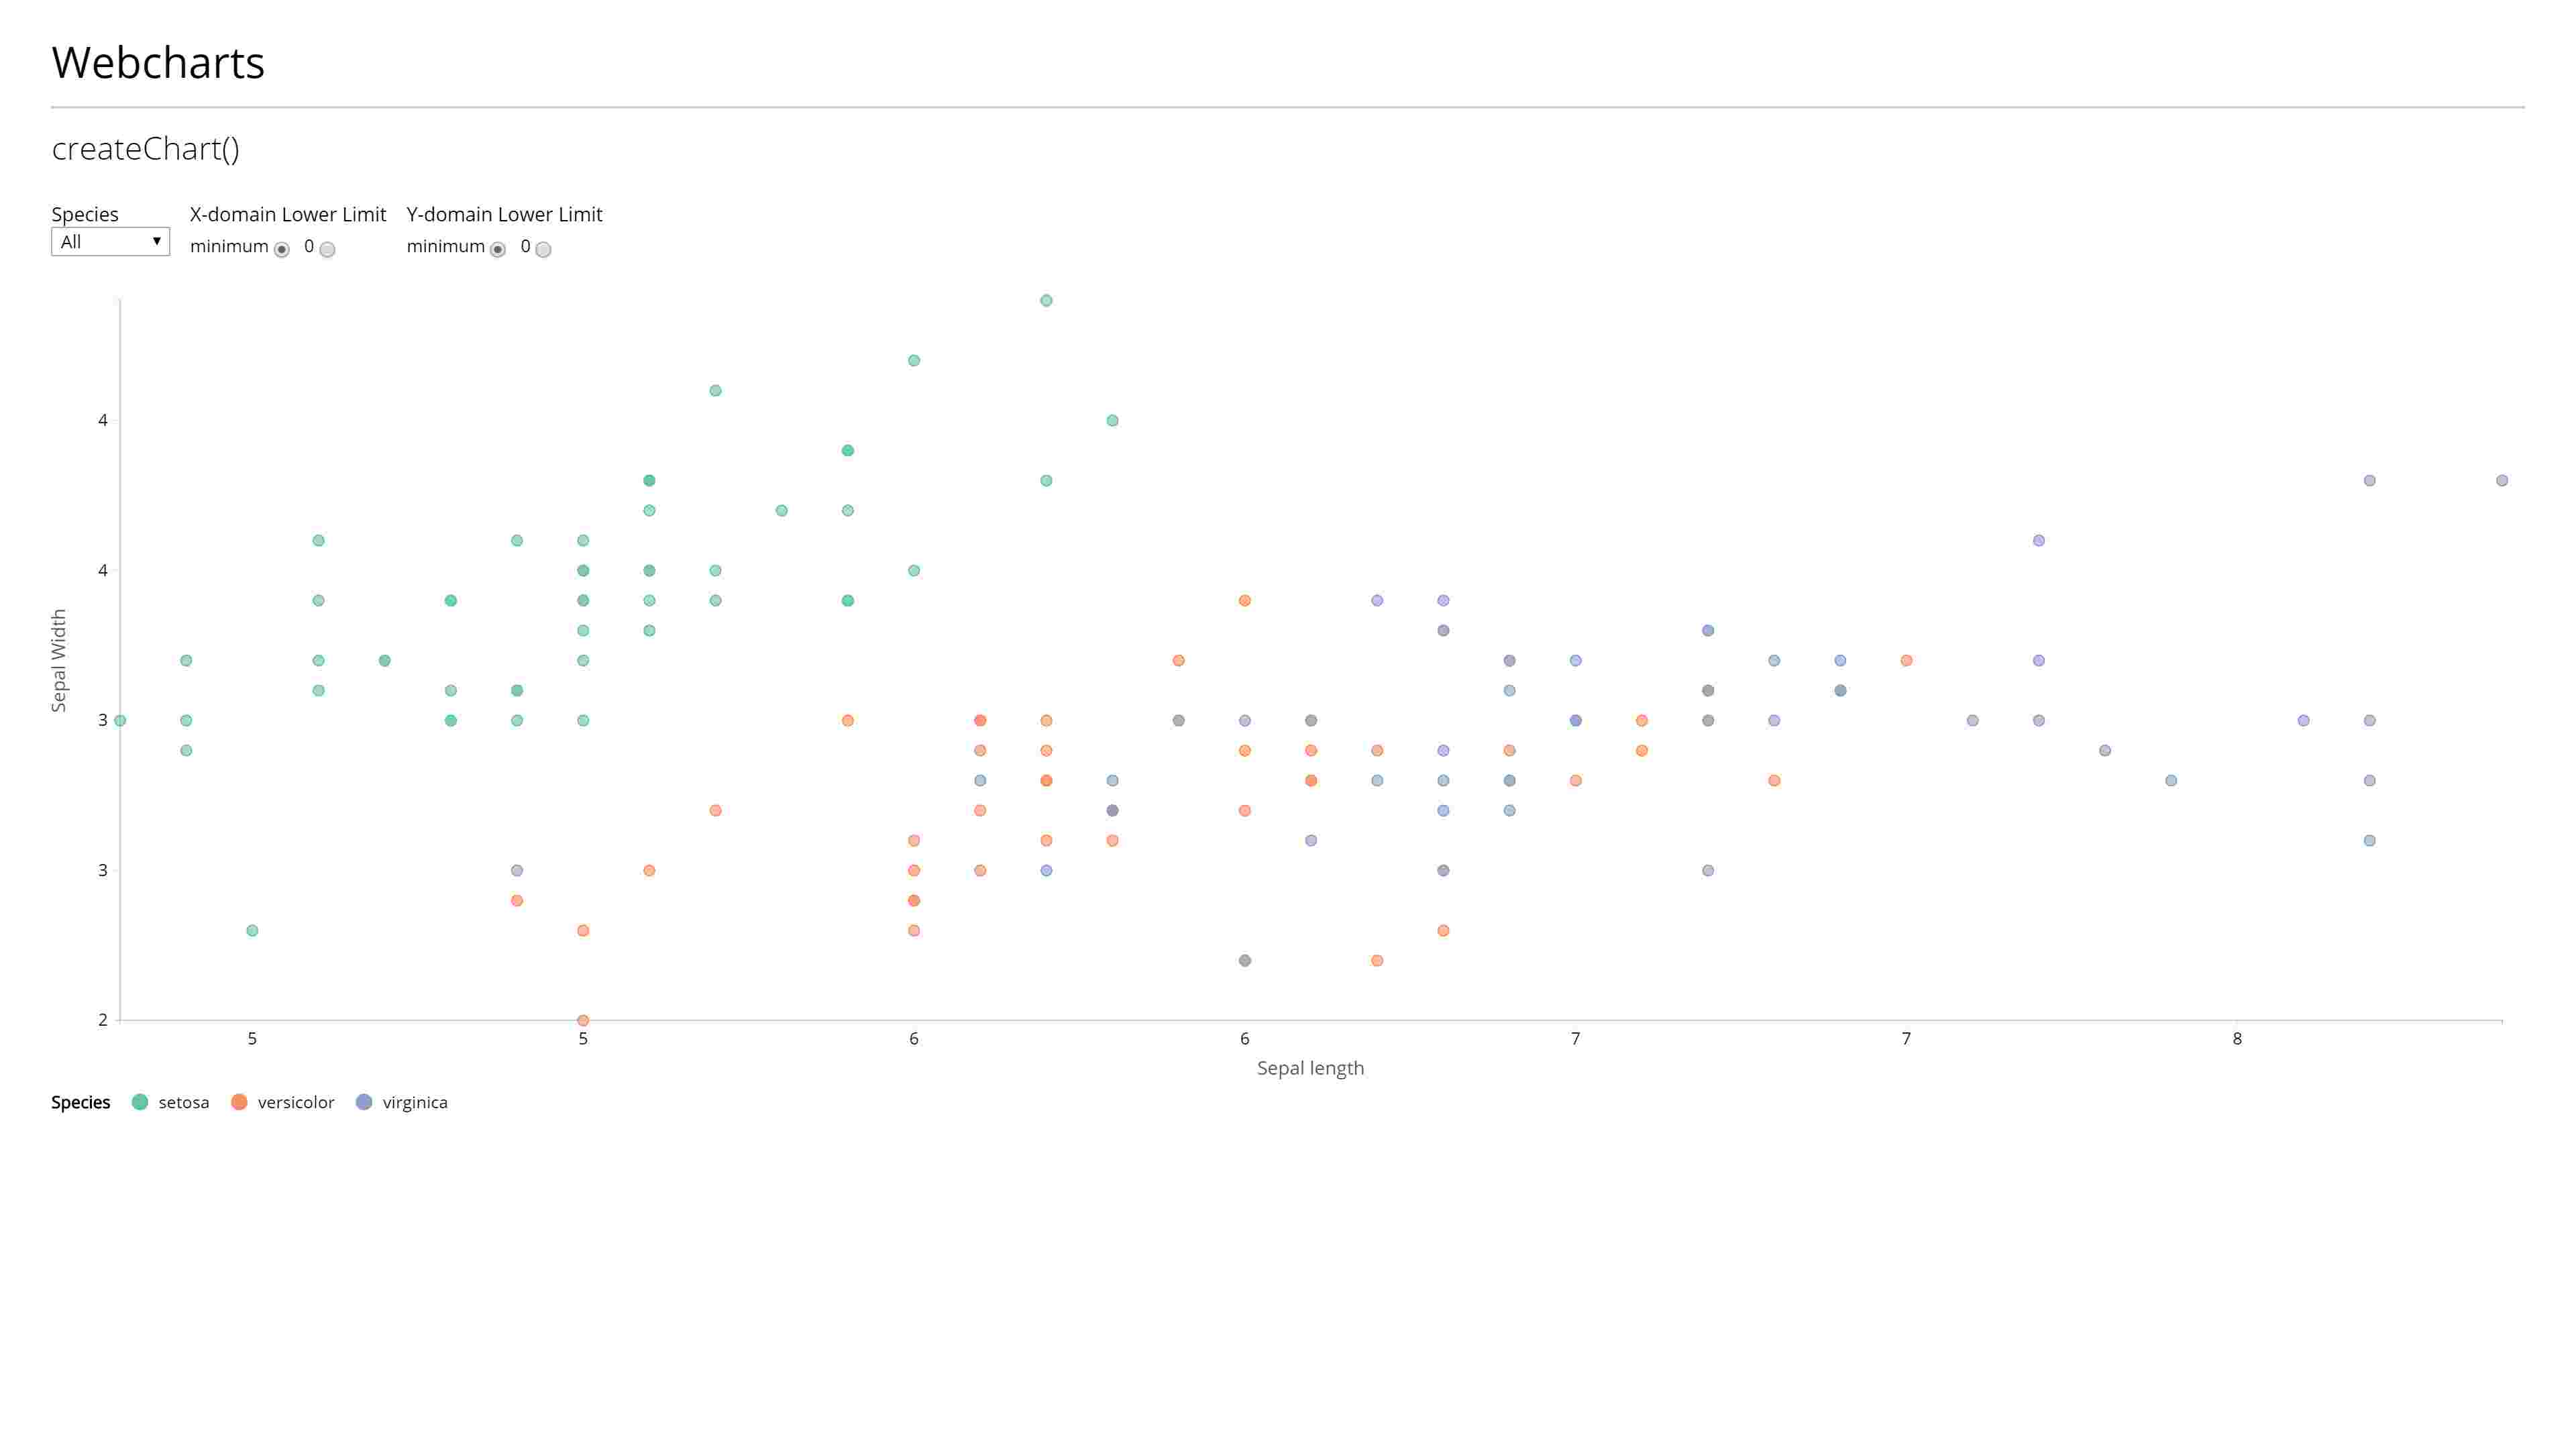 Webcharts
createChart()
Species X-domain Lower Limit Y-domain Lower Limit
All minimum 0 minimum 0
4
4
3
3
2
Sepal Width
5 5 6 6 7 7 8
Sepal length
Species setosa versicolor virginica